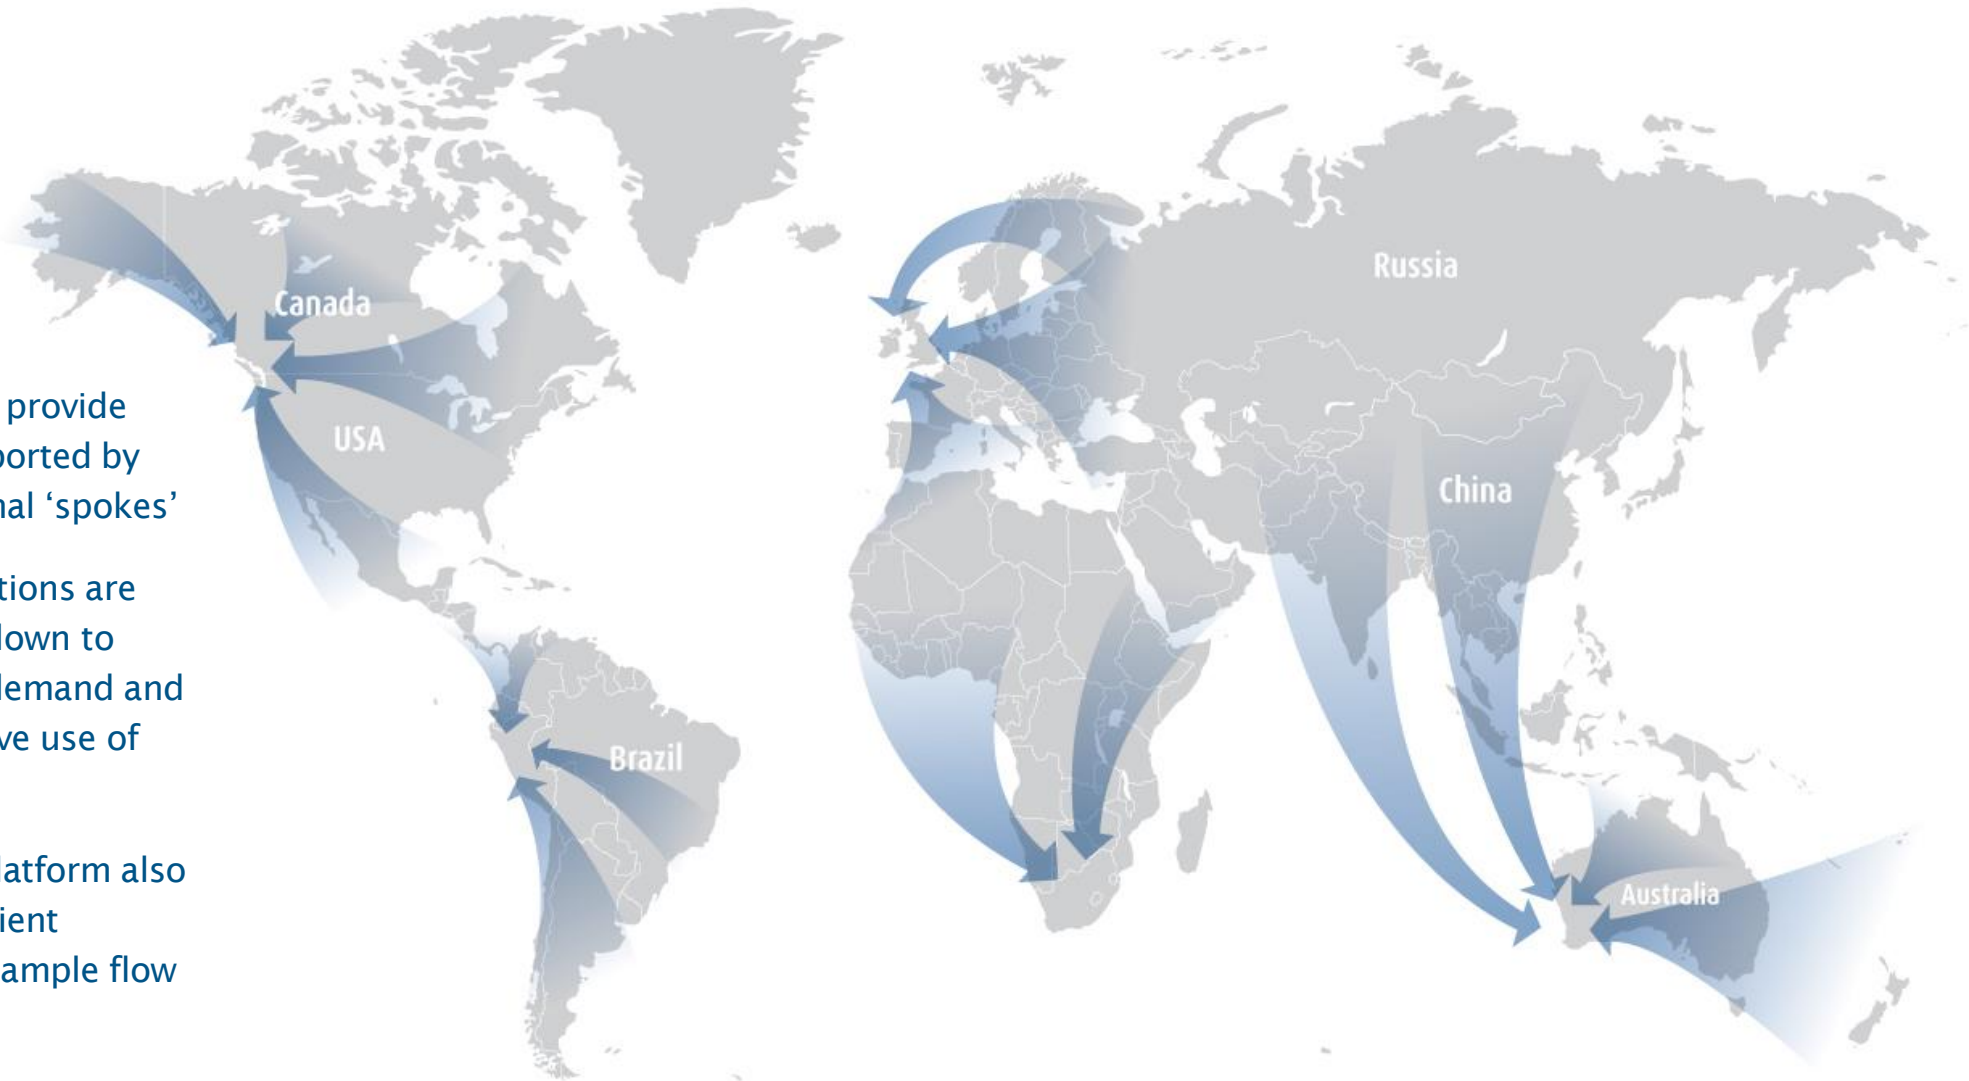 provide
ported by
nal ‘spokes’
tions are
down to
demand and
ve use of
latform also
ient
ample flow
Canada
USA
Brazil
Russia
China
Australia